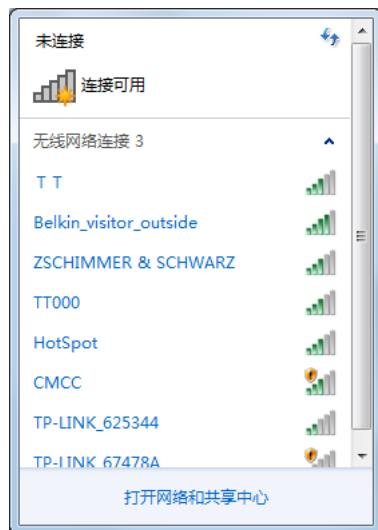 未连接
连接可用
无线网络连接 3
T T
Belkin_visitor_outside
ZSCHIMMER & SCHWARZ
TT000
HotSpot
CMCC
TP-LINK_625344
TP-LINK_67478A
打开网络和共享中心